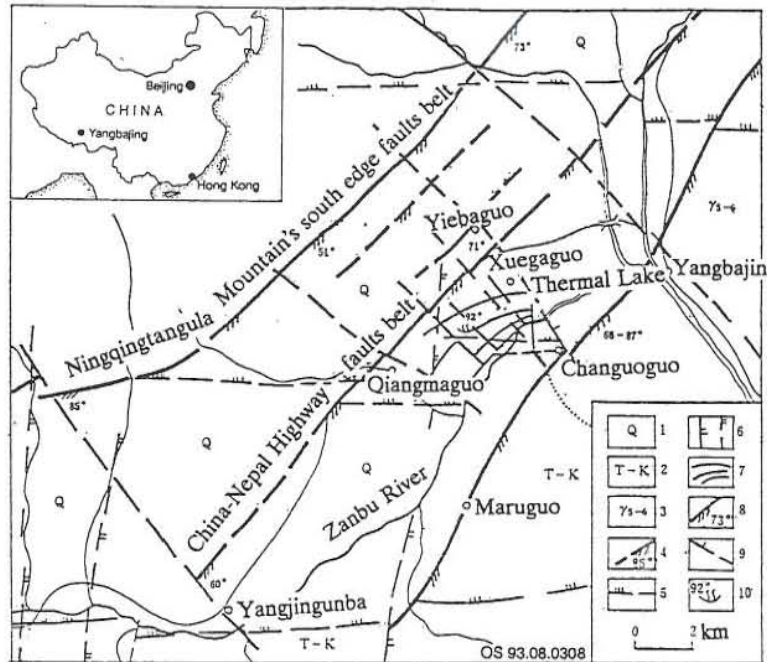 Beijing
CHINA
Yangbajing
Hong Kong
73°
Q
Ningqingtangula Mountain's south edge faults belt
51°
Yiebaguo
71°
Xuegaguo
Thermal Lake
Yangbajin
γ5-6
Q
92°
68-87°
Changuoguo
Qiangmaguo
China-Nepal Highway faults belt
85°
Q
Q
Q
Zanbu River
T-K
Maruguo
60°
Yangjingunba
T-K
OS 93.08.0308
Q 1
T-K 2
γ5-6 3
85° 4
5
6
7
73° 8
9
92° 10
0 2 km